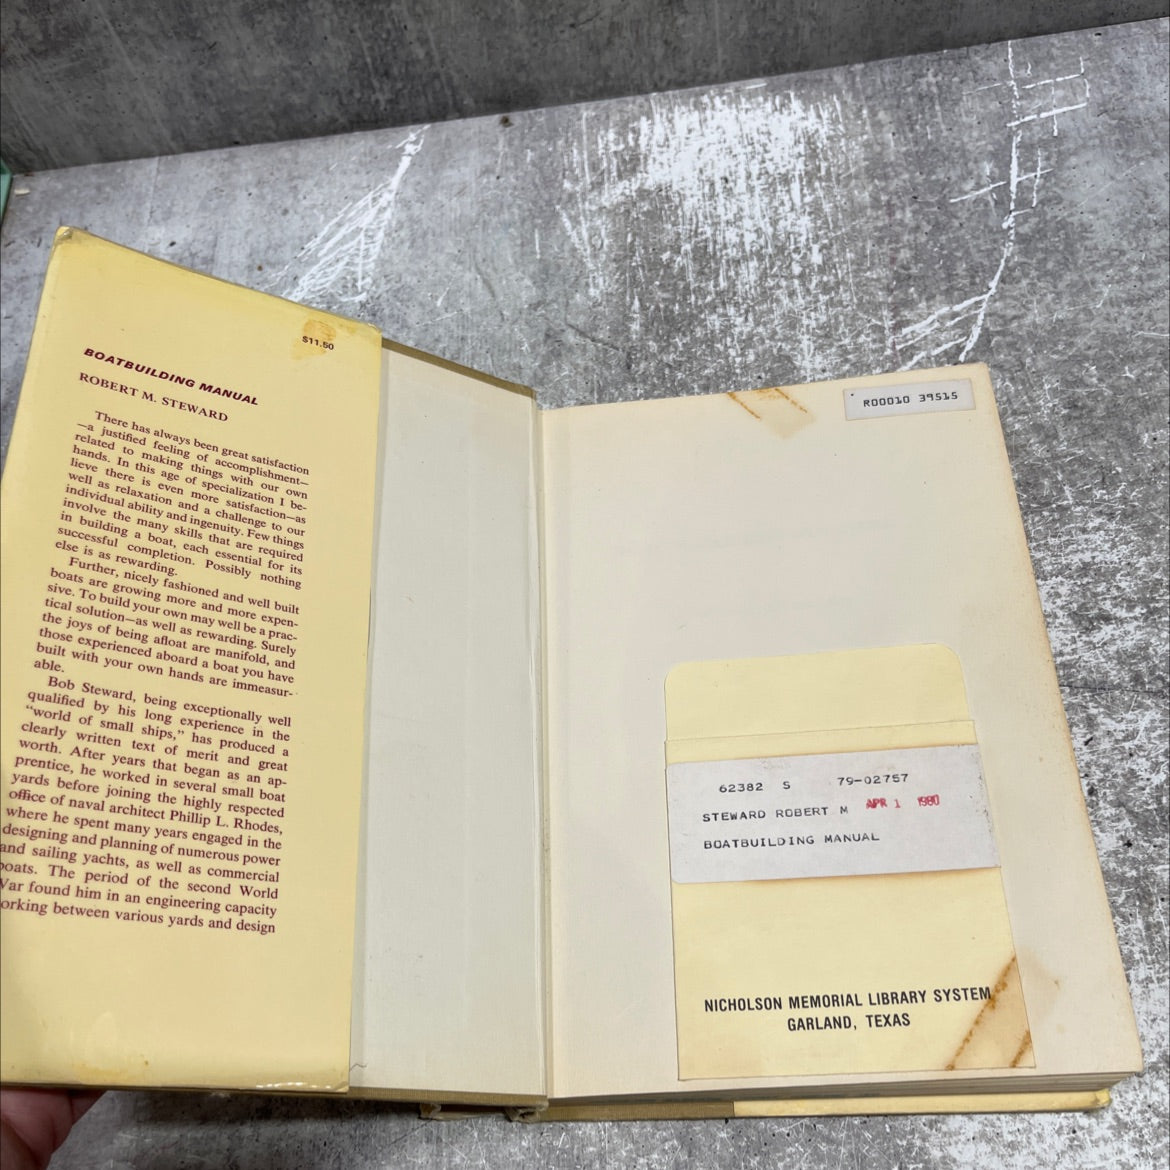 $11.50
BOATBUILDING MANUAL
ROBERT M. STEWARD
There has always been great satisfaction
—a justified feeling of accomplishment—
related to making things with our own
hands. In this age of specialization I be-
lieve there is even more satisfaction—as
well as relaxation and a challenge to our
individual ability and ingenuity. Few things
involve the many skills that are required
in building a boat, each essential for its
successful completion. Possibly nothing
else is as rewarding.
Further, nicely fashioned and well built
boats are growing more and more expen-
sive. To build your own may well be a prac-
tical solution—as well as rewarding. Surely
the joys of being afloat are manifold, and
those experienced aboard a boat you have
built with your own hands are immeasur-
able.
Bob Steward, being exceptionally well
qualified by his long experience in the
"world of small ships," has produced a
clearly written text of merit and great
worth. After years that began as an ap-
prentice, he worked in several small boat
yards before joining the highly respected
office of naval architect Phillip L. Rhodes,
where he spent many years engaged in the
designing and planning of numerous power
and sailing yachts, as well as commercial
boats. The period of the second World
War found him in an engineering capacity
orking between various yards and design
R00010 39515
62382 S 79-02757
STEWARD ROBERT M APR 1 1980
BOATBUILDING MANUAL
NICHOLSON MEMORIAL LIBRARY SYSTEM
GARLAND, TEXAS